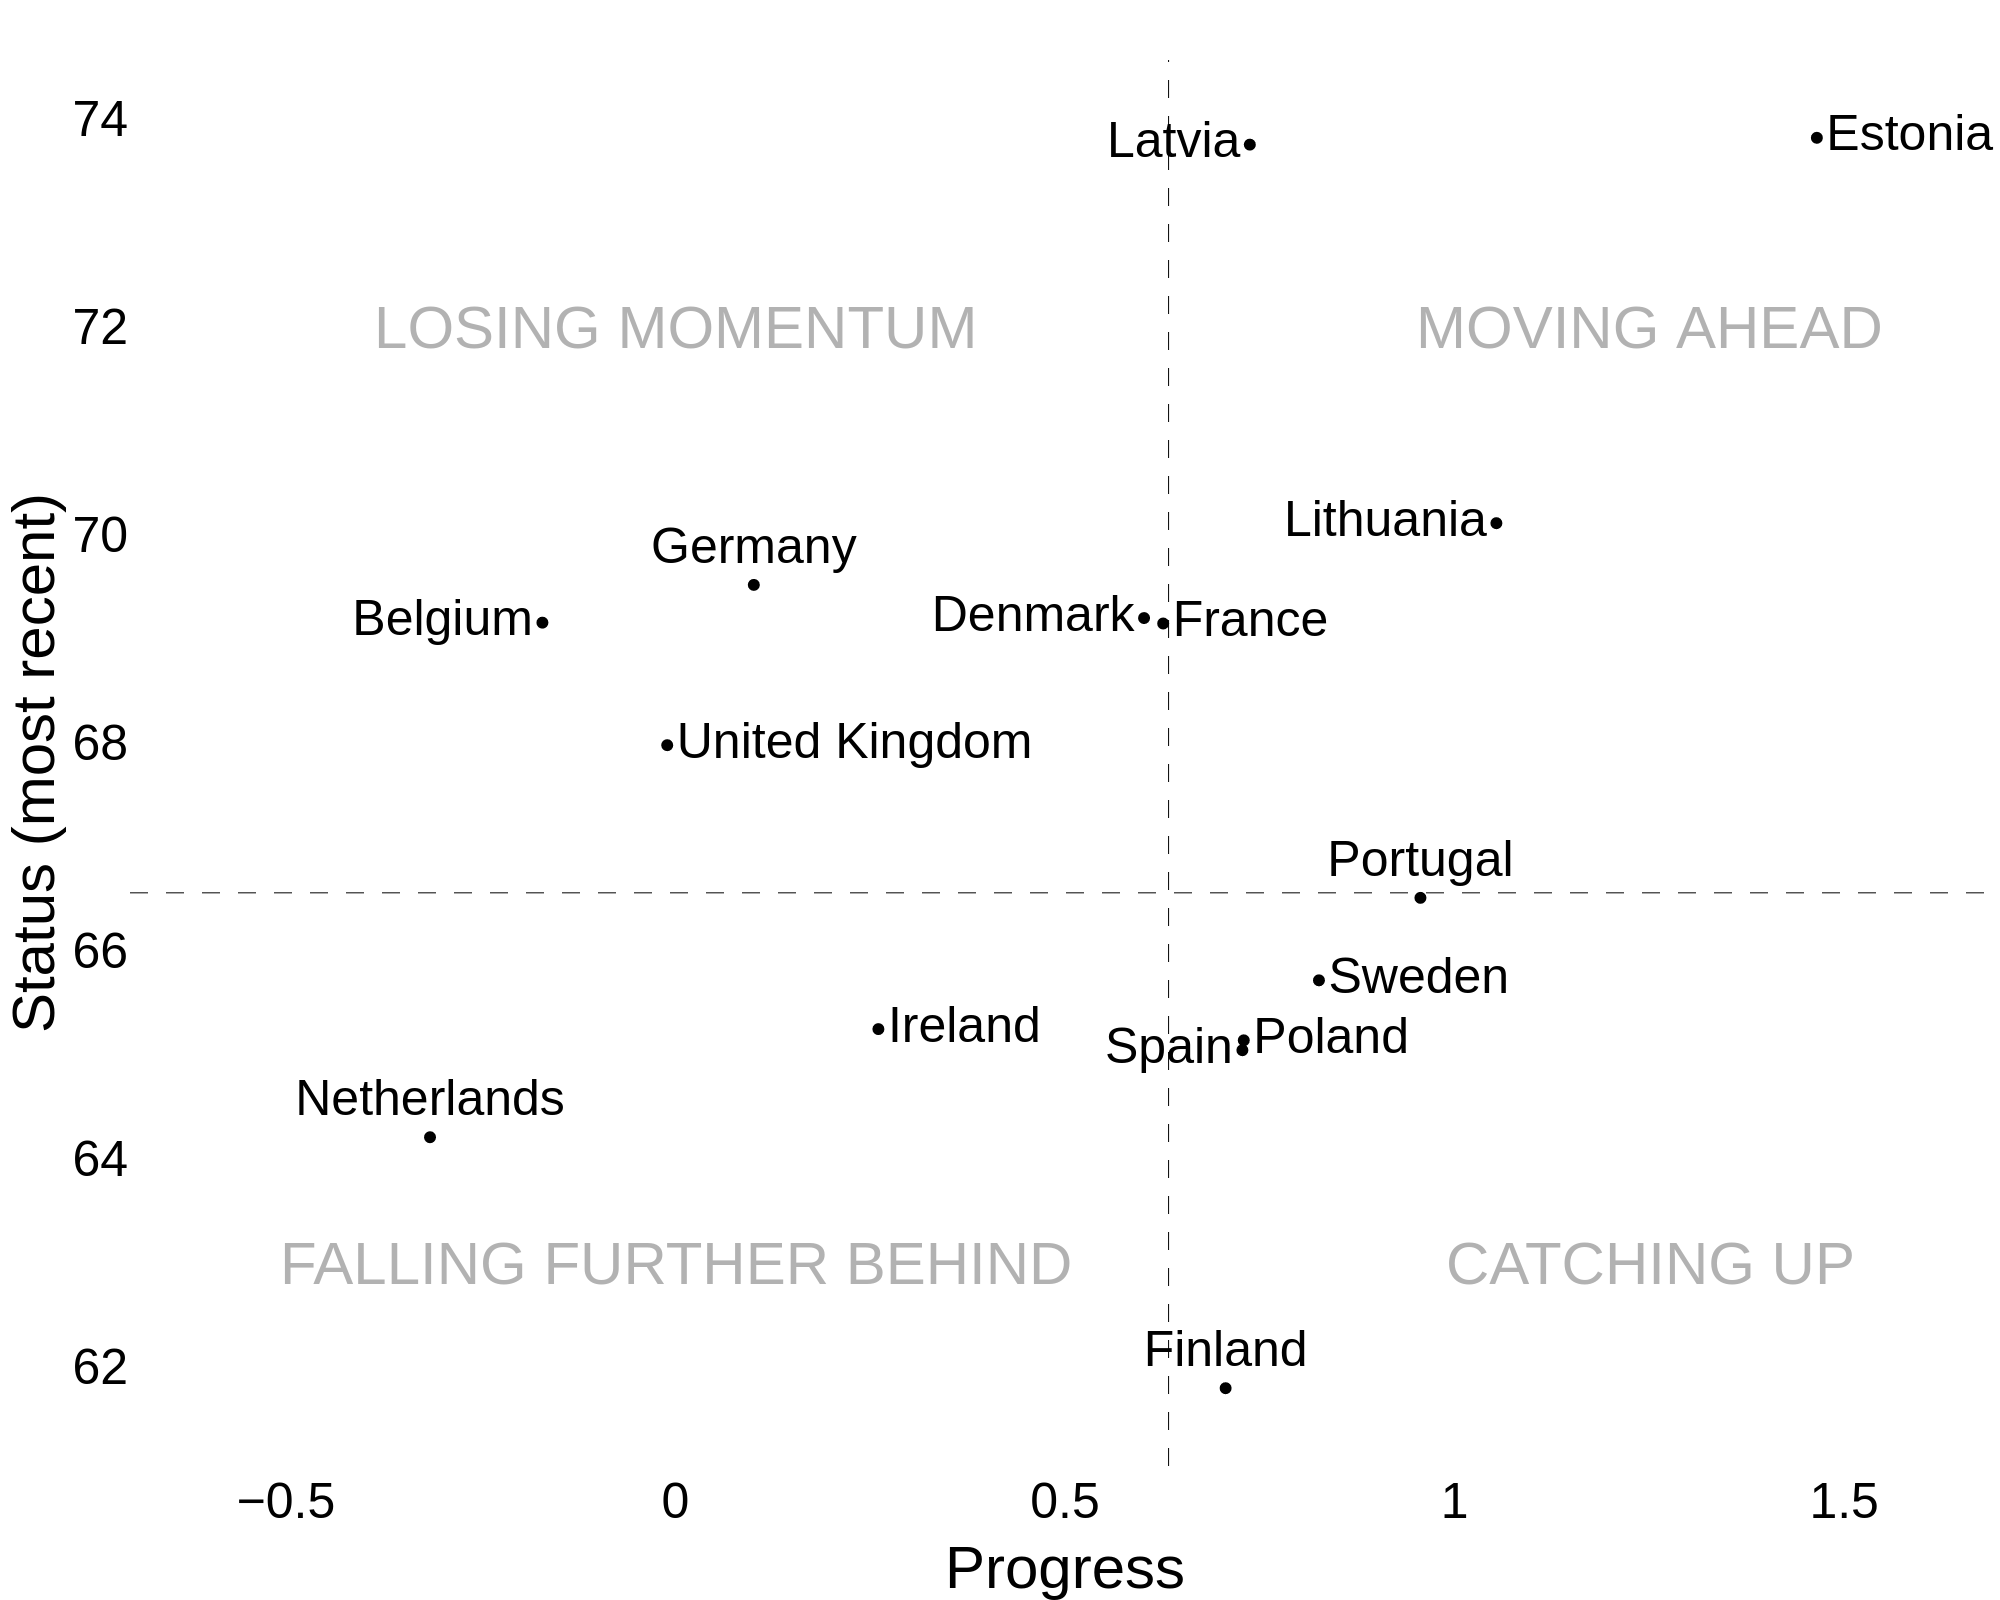 74
Latvia
Estonia
72
LOSING MOMENTUM
MOVING AHEAD
70
Lithuania
Germany
Belgium
Denmark
France
68
United Kingdom
Status (most recent)
Portugal
66
Sweden
Ireland
Spain
Poland
Netherlands
64
FALLING FURTHER BEHIND
CATCHING UP
Finland
62
−0.5
0
0.5
1
1.5
Progress